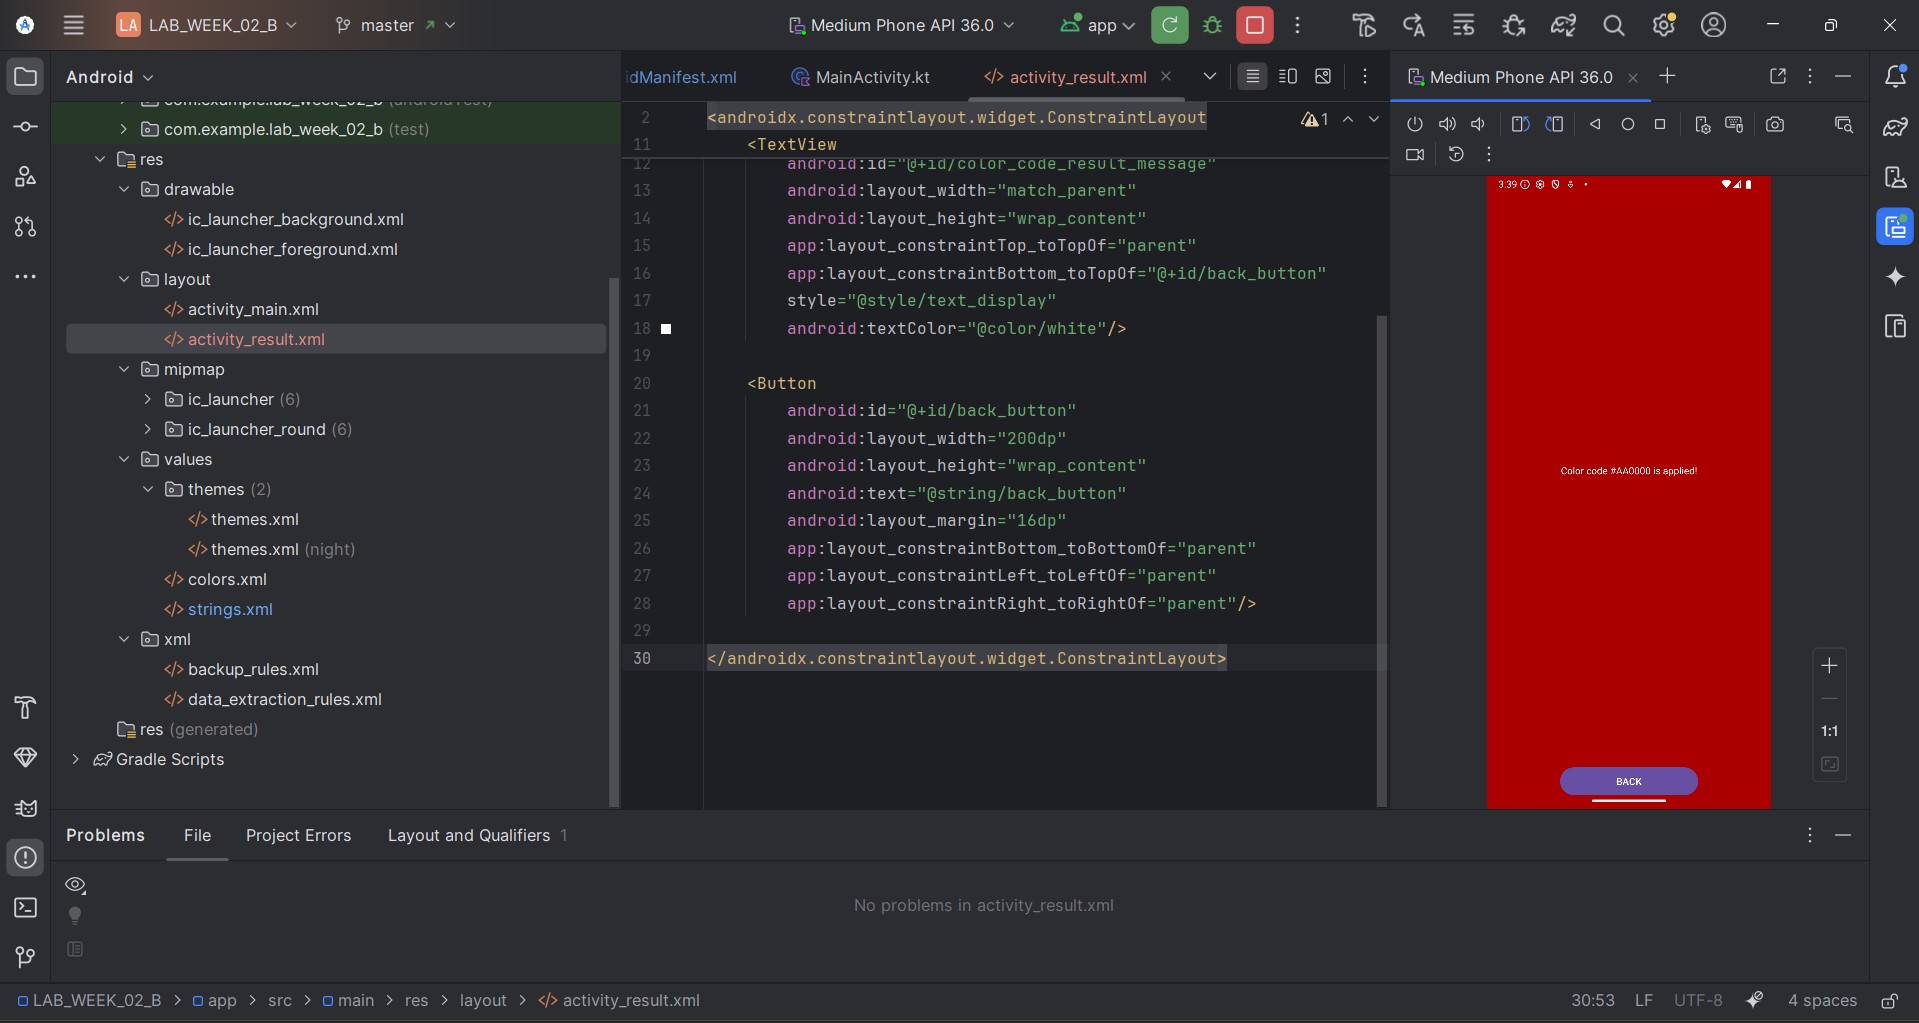 LA LAB_WEEK_02_B master Medium Phone API 36.0 app
Android
com.example.lab_week_02_b (androidTest)
com.example.lab_week_02_b (test)
res
drawable
ic_launcher_background.xml
ic_launcher_foreground.xml
layout
activity_main.xml
activity_result.xml
mipmap
ic_launcher (6)
ic_launcher_round (6)
values
themes (2)
themes.xml
themes.xml (night)
colors.xml
strings.xml
xml
backup_rules.xml
data_extraction_rules.xml
res (generated)
Gradle Scripts
idManifest.xml MainActivity.kt activity_result.xml
1
2 <androidx.constraintlayout.widget.ConstraintLayout
11 <TextView
12 android:id="@+id/color_code_result_message"
13 android:layout_width="match_parent"
14 android:layout_height="wrap_content"
15 app:layout_constraintTop_toTopOf="parent"
16 app:layout_constraintBottom_toTopOf="@+id/back_button"
17 style="@style/text_display"
18 android:textColor="@color/white"/>
19
20 <Button
21 android:id="@+id/back_button"
22 android:layout_width="200dp"
23 android:layout_height="wrap_content"
24 android:text="@string/back_button"
25 android:layout_margin="16dp"
26 app:layout_constraintBottom_toBottomOf="parent"
27 app:layout_constraintLeft_toLeftOf="parent"
28 app:layout_constraintRight_toRightOf="parent"/>
29
30 </androidx.constraintlayout.widget.ConstraintLayout>
Medium Phone API 36.0
3:39
Color code #AA0000 is applied!
BACK
1:1
Problems File Project Errors Layout and Qualifiers 1
No problems in activity_result.xml
LAB_WEEK_02_B > app > src > main > res > layout > activity_result.xml
30:53 LF UTF-8 4 spaces